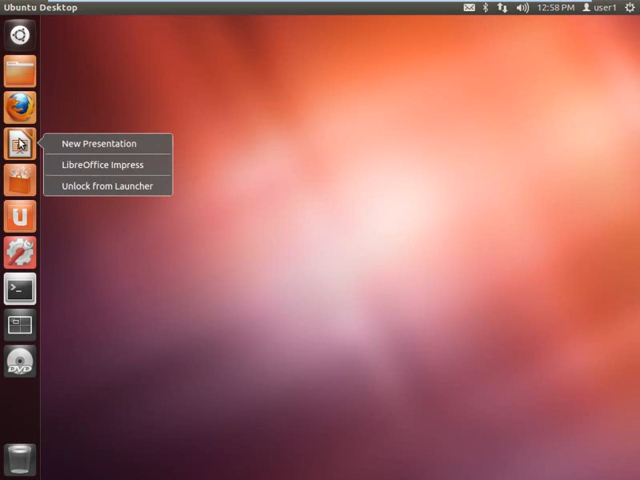 Ubuntu Desktop
12:58 PM user1
New Presentation
LibreOffice Impress
Unlock from Launcher
U
>_
DVD